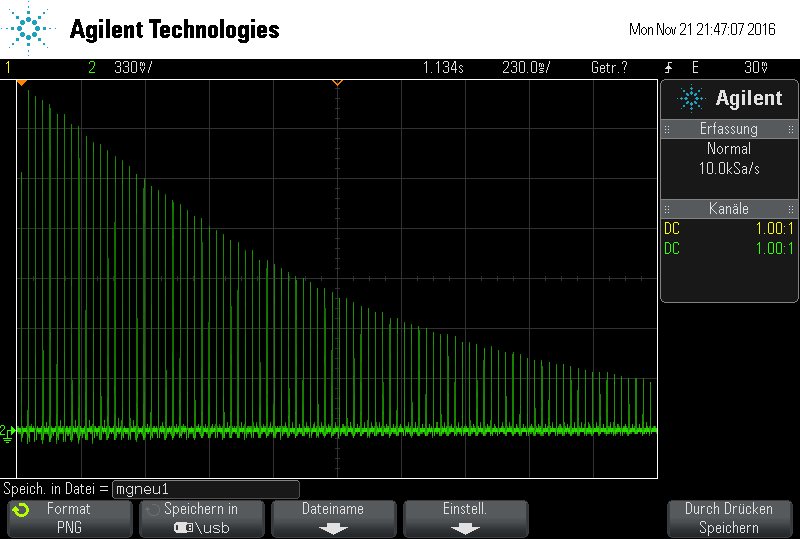 Agilent Technologies
Mon Nov 21 21:47:07 2016
1 2 330mV/ 1.134s 230.0ms/ Getr.? E 30mV
Agilent
Erfassung
Normal
10.0kSa/s
Kanäle
DC 1.00:1
DC 1.00:1
2
Speich. in Datei = mgneu1
Format
PNG
Speichern in
\usb
Dateiname
Einstell.
Durch Drücken
Speichern